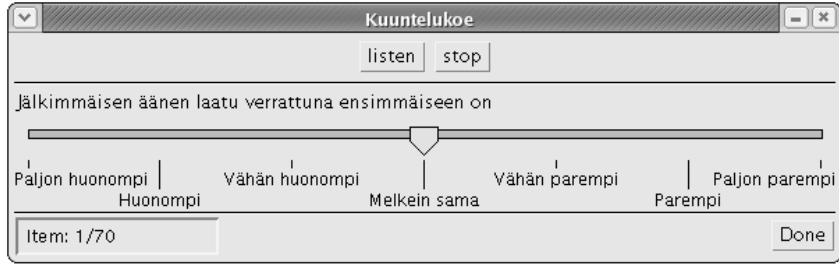 Kuuntelukoe
listen stop
Jälkimmäisen äänen laatu verrattuna ensimmäiseen on
Paljon huonompi Vähän huonompi Vähän parempi Paljon parempi
Huonompi Melkein sama Parempi
Item: 1/70 Done